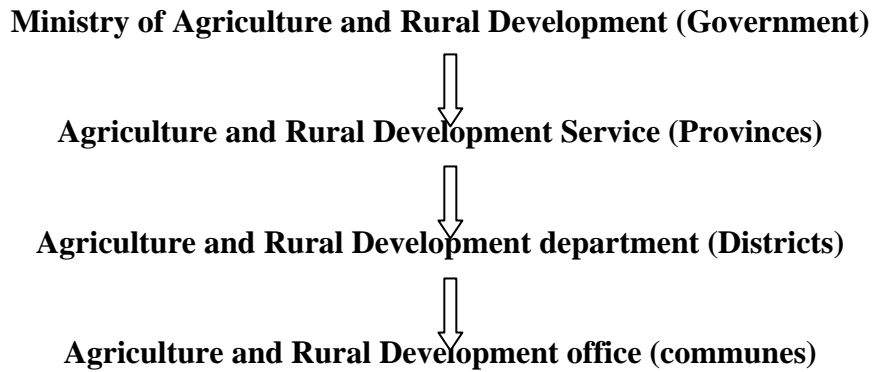 Ministry of Agriculture and Rural Development (Government)
Agriculture and Rural Development Service (Provinces)
Agriculture and Rural Development department (Districts)
Agriculture and Rural Development office (communes)